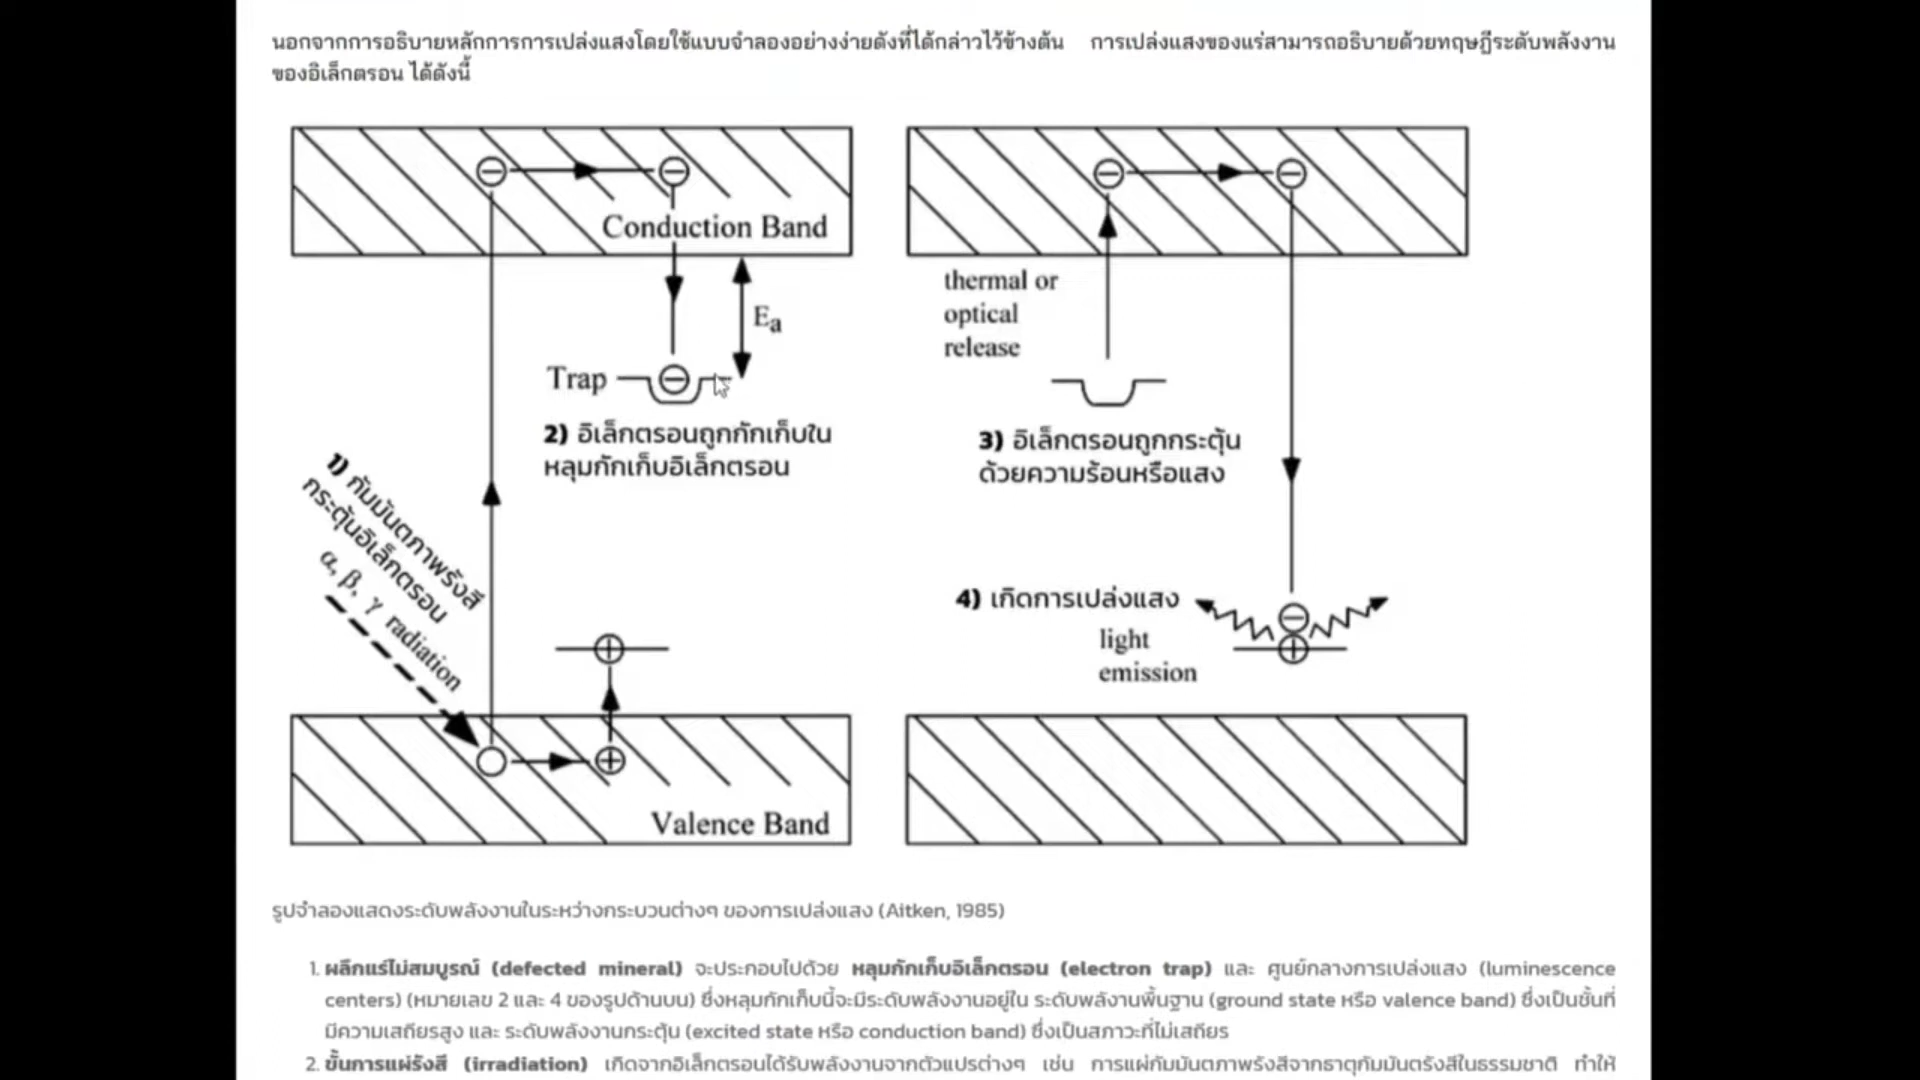 นอกจากการอธิบายหลักการการเปล่งแสงโดยใช้แบบจำลองอย่างง่ายดังที่ได้กล่าวไว้ข้างต้น การเปล่งแสงของแร่สามารถอธิบายด้วยทฤษฎีระดับพลังงาน
ของอิเล็กตรอน ได้ดังนี้
Conduction Band
Ea
Trap
2) อิเล็กตรอนถูกกักเก็บใน
หลุมกักเก็บอิเล็กตรอน
1) กัมมันตภาพรังสี
กระตุ้นอิเล็กตรอน
α, β, γ radiation
Valence Band
thermal or
optical
release
3) อิเล็กตรอนถูกกระตุ้น
ด้วยความร้อนหรือแสง
4) เกิดการเปล่งแสง
light
emission
รูปจำลองแสดงระดับพลังงานในระหว่างกระบวนต่างๆ ของการเปล่งแสง (Aitken, 1985)
1. ผลึกแร่ไม่สมบูรณ์ (defected mineral) จะประกอบไปด้วย หลุมกักเก็บอิเล็กตรอน (electron trap) และ ศูนย์กลางการเปล่งแสง (luminescence
centers) (หมายเลข 2 และ 4 ของรูปด้านบน) ซึ่งหลุมกักเก็บนี้จะมีระดับพลังงานอยู่ใน ระดับพลังงานพื้นฐาน (ground state หรือ valence band) ซึ่งเป็นชั้นที่
มีความเสถียรสูง และ ระดับพลังงานกระตุ้น (excited state หรือ conduction band) ซึ่งเป็นสภาวะที่ไม่เสถียร
2. ขั้นการแผ่รังสี (irradiation) เกิดจากอิเล็กตรอนได้รับพลังงานจากตัวแปรต่างๆ เช่น การแผ่กัมมันตภาพรังสีจากธาตุกัมมันตรังสีในธรรมชาติ ทำให้